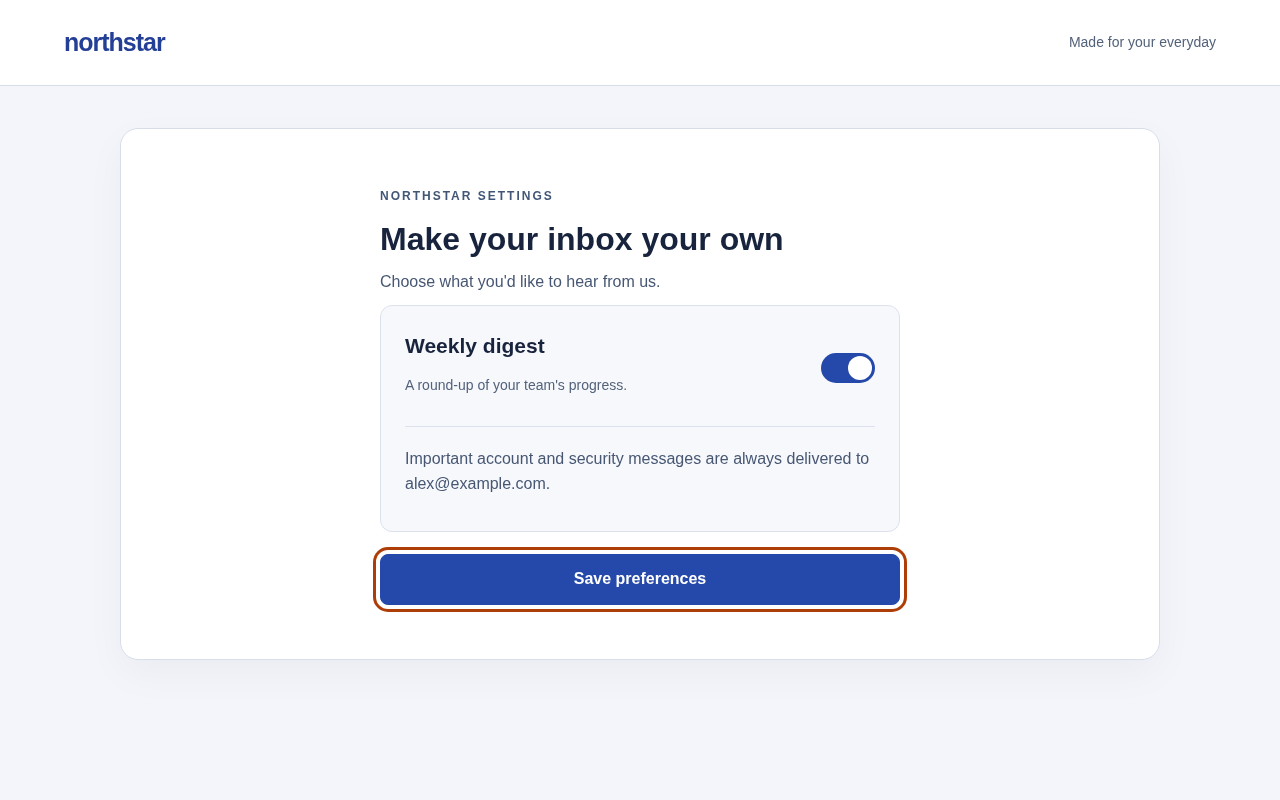 northstar
Made for your everyday
NORTHSTAR SETTINGS
Make your inbox your own
Choose what you'd like to hear from us.
Weekly digest
A round-up of your team's progress.
Important account and security messages are always delivered to
alex@example.com.
Save preferences